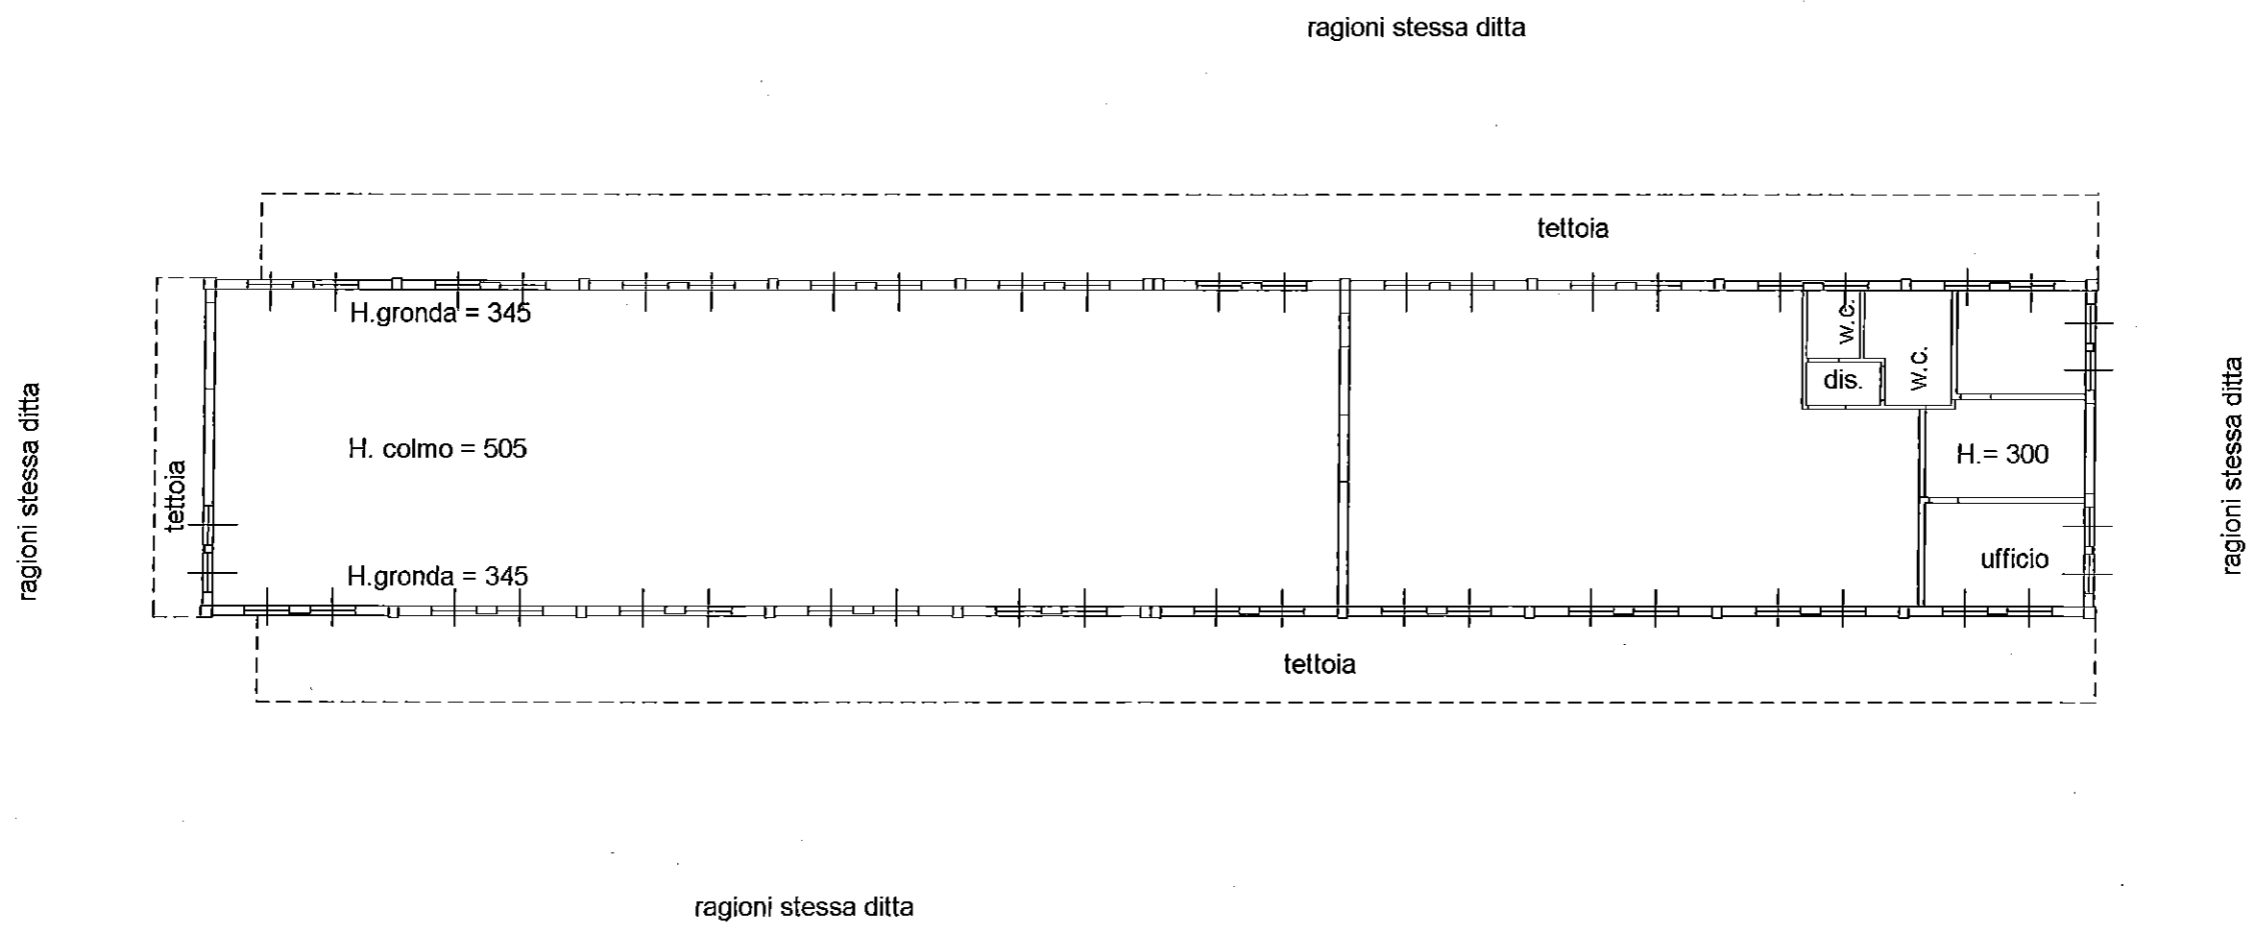 ragioni stessa ditta
tettoia
H.gronda = 345
w.c.
w.c.
dis.
ragioni stessa ditta
tettoia
H. colmo = 505
H.= 300
ragioni stessa ditta
H.gronda = 345
ufficio
tettoia
ragioni stessa ditta